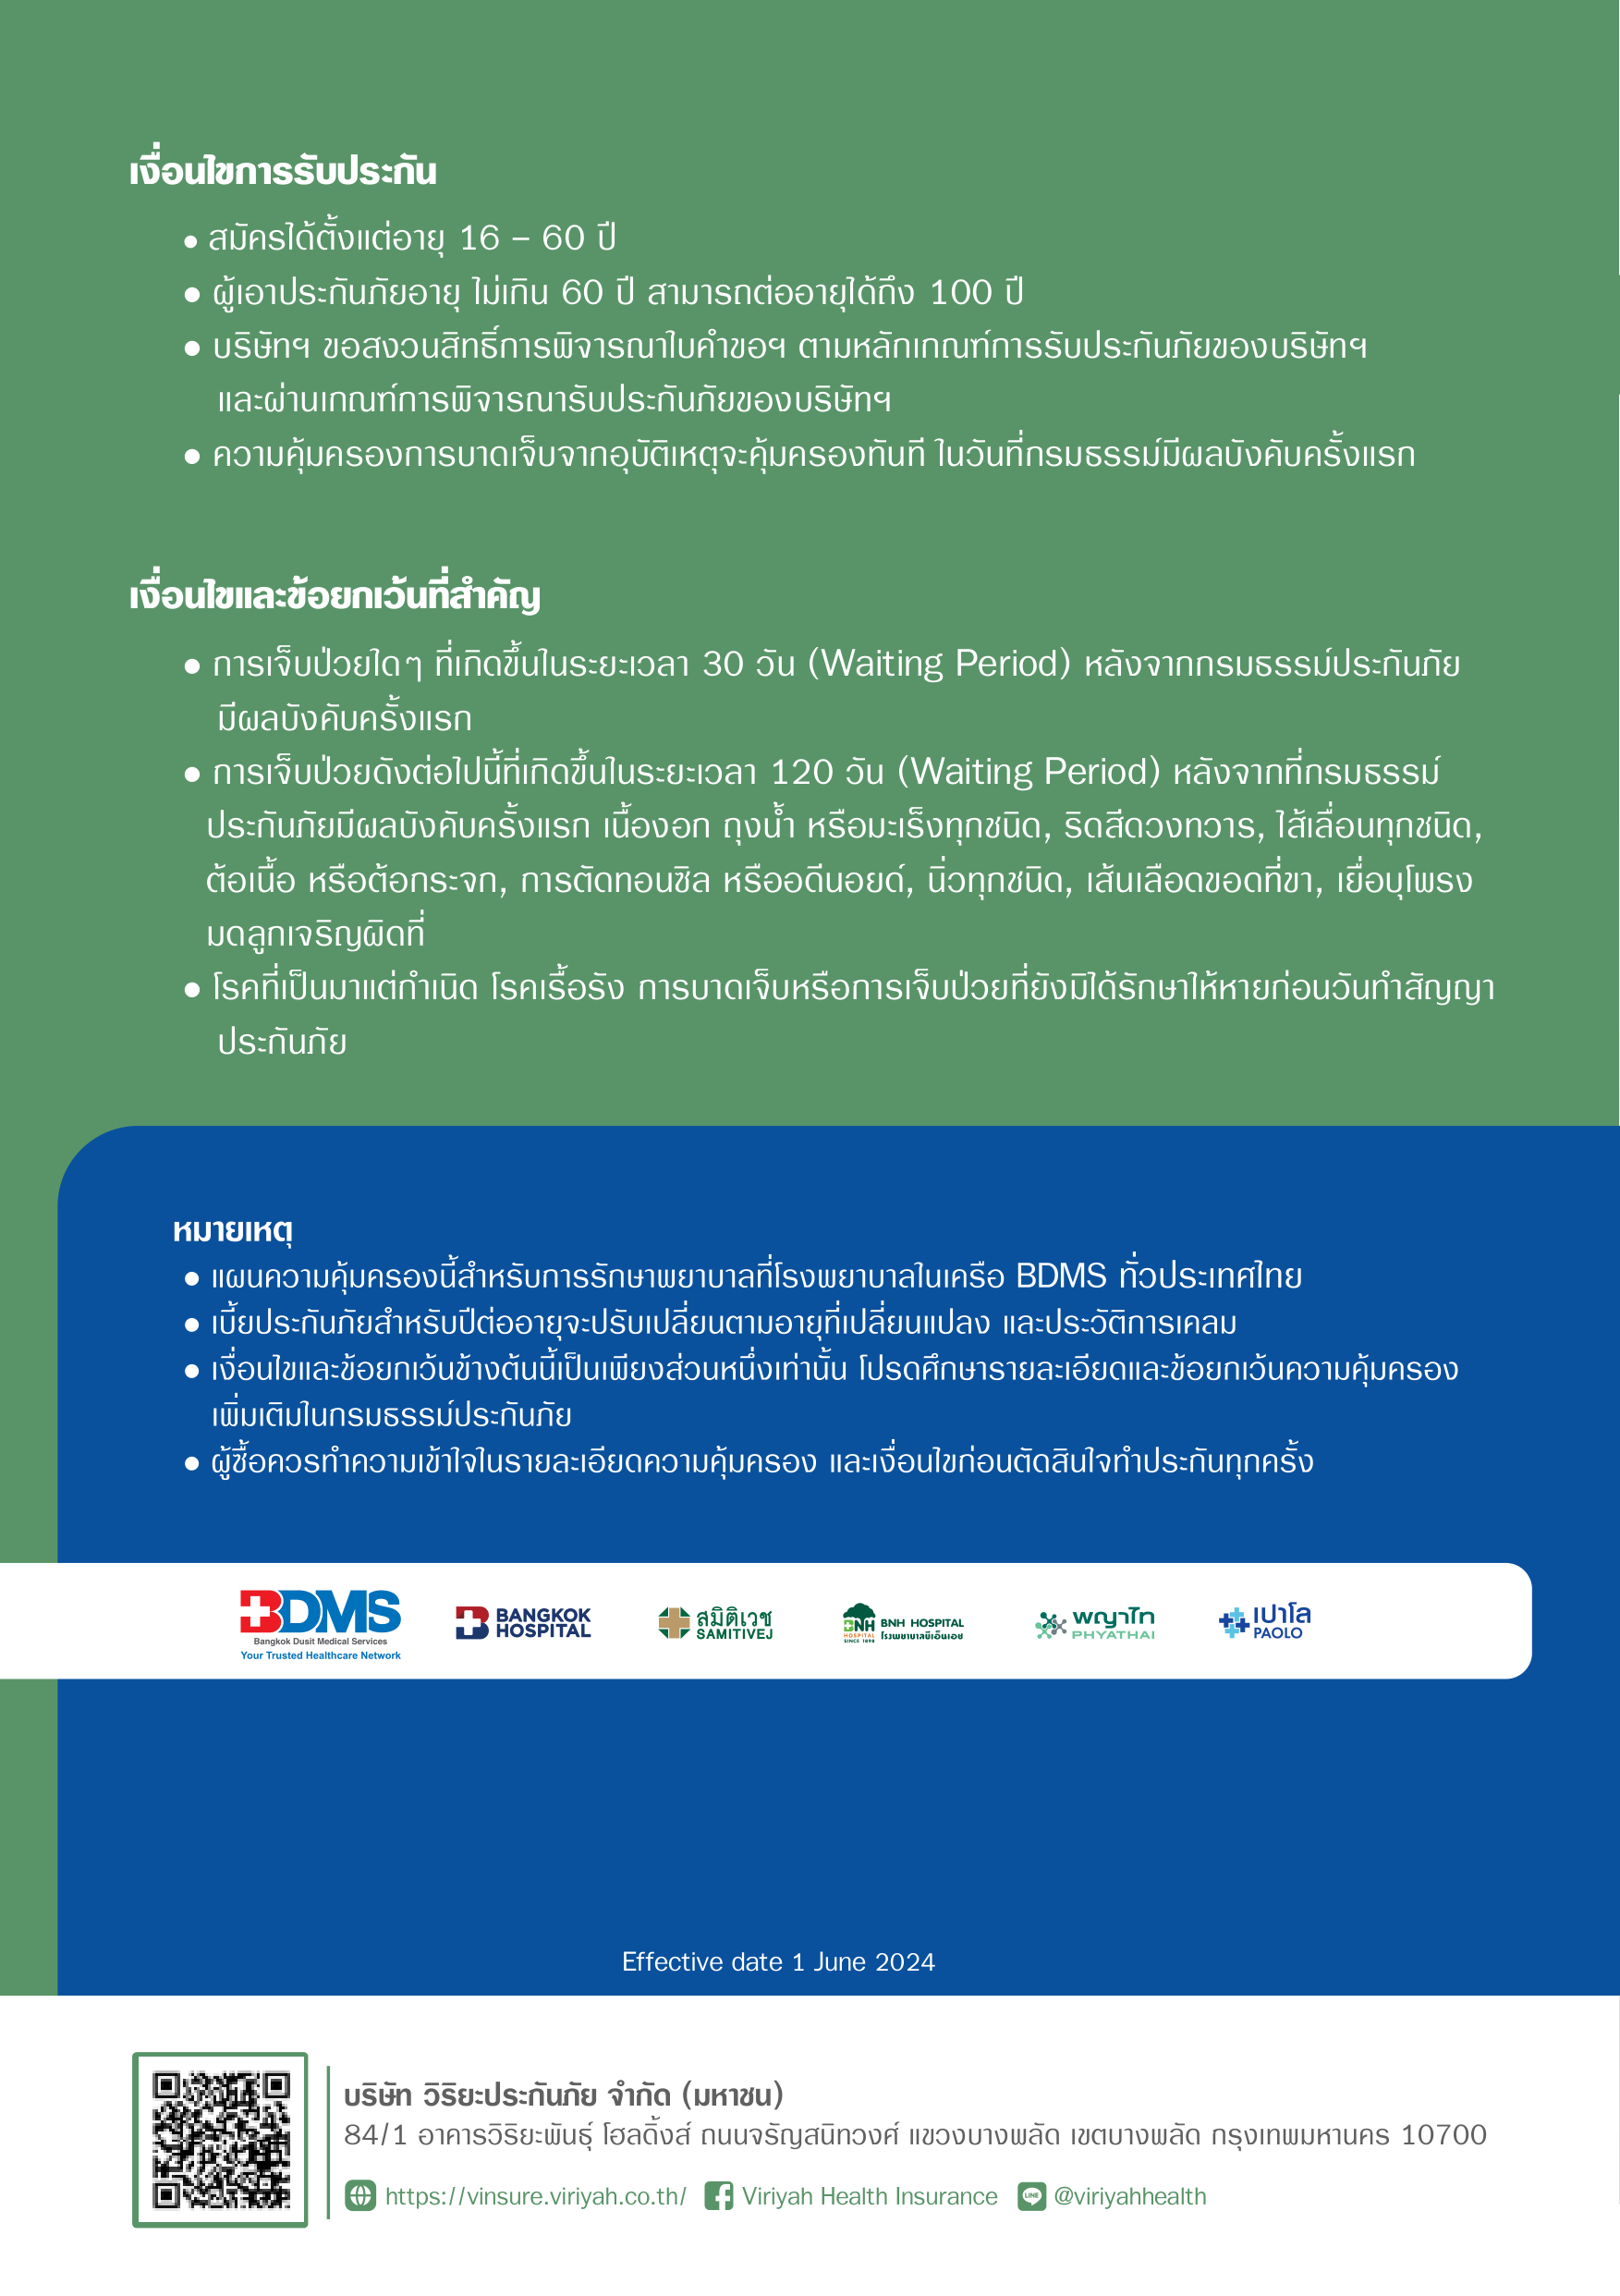 เงื่อนไขการรับประกัน
● สมัครได้ตั้งแต่อายุ 16 – 60 ปี
● ผู้เอาประกันภัยอายุ ไม่เกิน 60 ปี สามารถต่ออายุได้ถึง 100 ปี
● บริษัทฯ ขอสงวนสิทธิ์การพิจารณาใบคำขอฯ ตามหลักเกณฑ์การรับประกันภัยของบริษัทฯ
และผ่านเกณฑ์การพิจารณารับประกันภัยของบริษัทฯ
● ความคุ้มครองการบาดเจ็บจากอุบัติเหตุจะคุ้มครองทันที ในวันที่กรมธรรม์มีผลบังคับครั้งแรก
เงื่อนไขและข้อยกเว้นที่สำคัญ
● การเจ็บป่วยใดๆ ที่เกิดขึ้นในระยะเวลา 30 วัน (Waiting Period) หลังจากกรมธรรม์ประกันภัย
มีผลบังคับครั้งแรก
● การเจ็บป่วยดังต่อไปนี้ที่เกิดขึ้นในระยะเวลา 120 วัน (Waiting Period) หลังจากที่กรมธรรม์
ประกันภัยมีผลบังคับครั้งแรก เนื้องอก ถุงน้ำ หรือมะเร็งทุกชนิด, ริดสีดวงทวาร, ไส้เลื่อนทุกชนิด,
ต้อเนื้อ หรือต้อกระจก, การตัดทอนซิล หรืออดีนอยด์, นิ่วทุกชนิด, เส้นเลือดขอดที่ขา, เยื่อบุโพรง
มดลูกเจริญผิดที่
● โรคที่เป็นมาแต่กำเนิด โรคเรื้อรัง การบาดเจ็บหรือการเจ็บป่วยที่ยังมิได้รักษาให้หายก่อนวันทำสัญญา
ประกันภัย
หมายเหตุ
● แผนความคุ้มครองนี้สำหรับการรักษาพยาบาลที่โรงพยาบาลในเครือ BDMS ทั่วประเทศไทย
● เบี้ยประกันภัยสำหรับปีต่ออายุจะปรับเปลี่ยนตามอายุที่เปลี่ยนแปลง และประวัติการเคลม
● เงื่อนไขและข้อยกเว้นข้างต้นนี้เป็นเพียงส่วนหนึ่งเท่านั้น โปรดศึกษารายละเอียดและข้อยกเว้นความคุ้มครอง
เพิ่มเติมในกรมธรรม์ประกันภัย
● ผู้ซื้อควรทำความเข้าใจในรายละเอียดความคุ้มครอง และเงื่อนไขก่อนตัดสินใจทำประกันทุกครั้ง
BDMS
Bangkok Dusit Medical Services
Your Trusted Healthcare Network
BANGKOK
HOSPITAL
สมิติเวช
SAMITIVEJ
BNH
HOSPITAL
SINCE 1898
BNH HOSPITAL
โรงพยาบาลบีเอ็นเอช
พญาไท
PHYATHAI
เปาโล
PAOLO
Effective date 1 June 2024
บริษัท วิริยะประกันภัย จำกัด (มหาชน)
84/1 อาคารวิริยะพันธุ์ โฮลดิ้งส์ ถนนจรัญสนิทวงศ์ แขวงบางพลัด เขตบางพลัด กรุงเทพมหานคร 10700
https://vinsure.viriyah.co.th/ Viriyah Health Insurance LINE @viriyahhealth